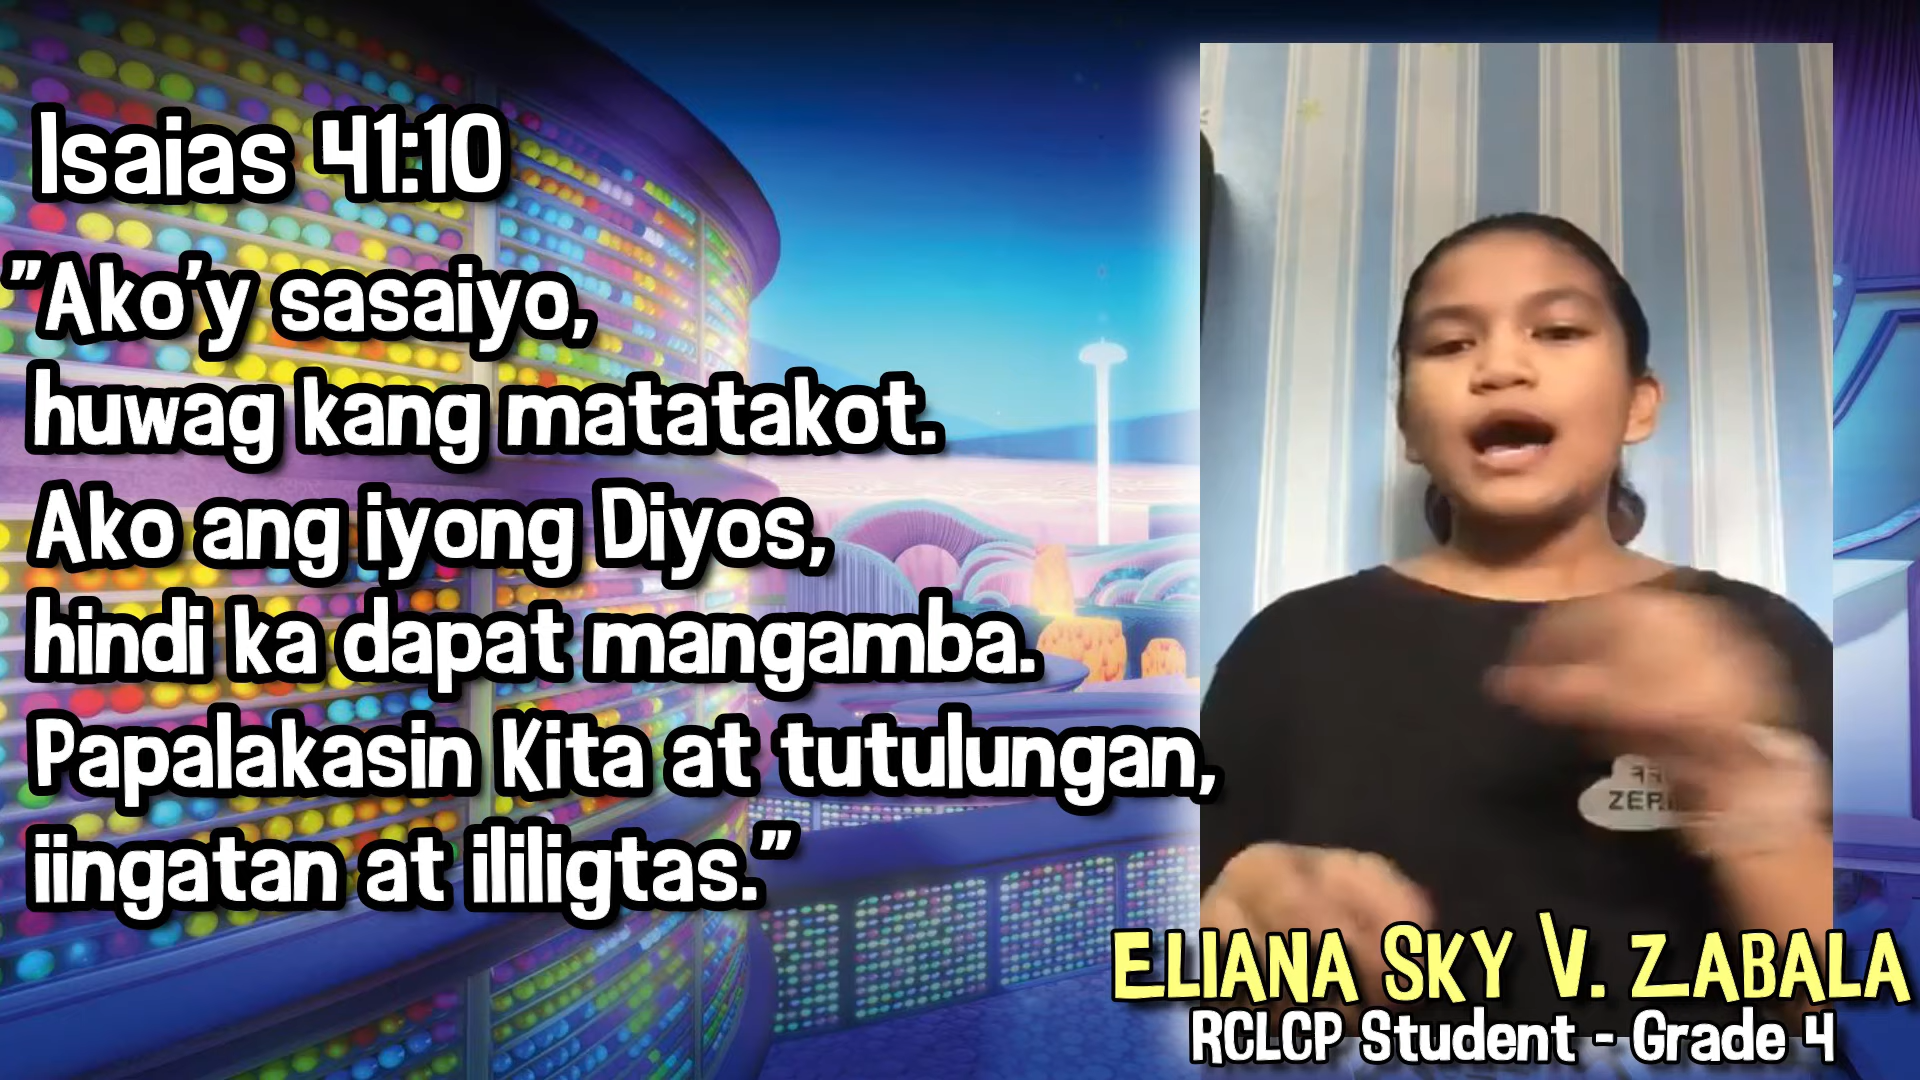 Isaias 41:10
"Ako'y sasaiyo,
huwag kang matatakot.
Ako ang iyong Diyos,
hindi ka dapat mangamba.
Papalakasin Kita at tutulungan,
iingatan at ililigtas."
ELIANA SKY V. ZABALA
RCLCP Student - Grade 4